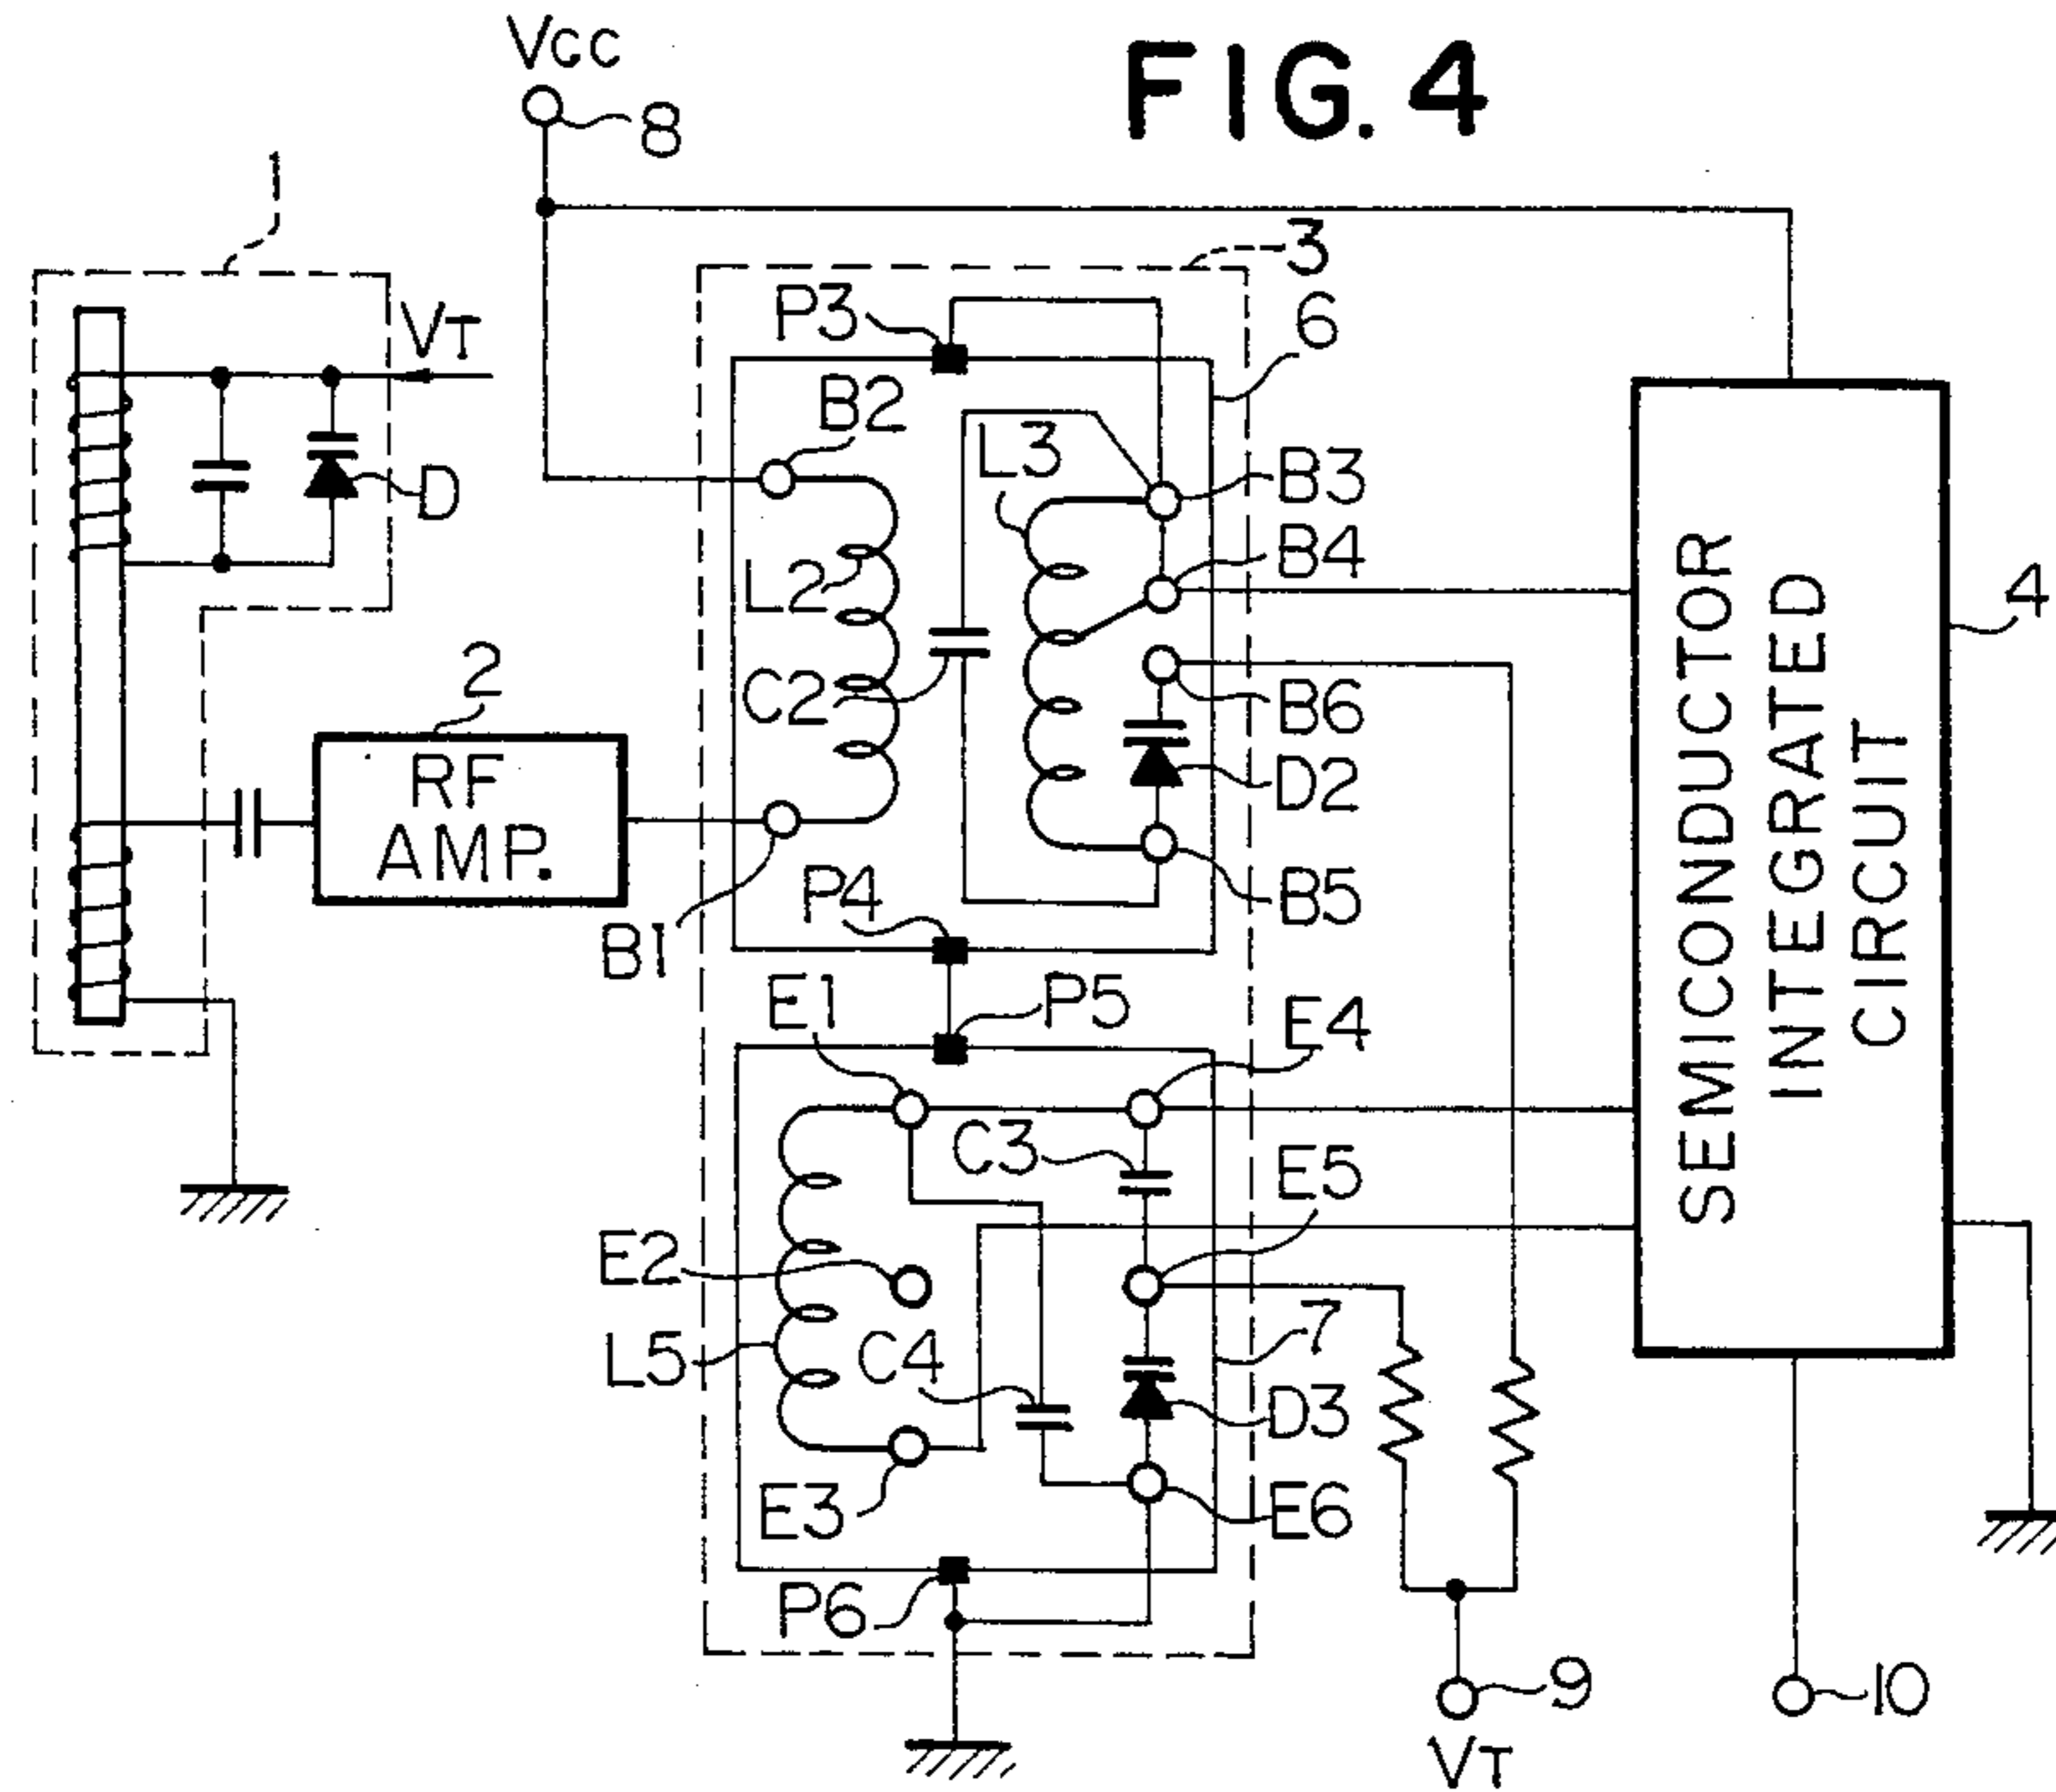 FIG. 4
VCC
8
1
3
P3
6
VT
B2
L3
B3
D
B4
L2
4
2
C2
B6
RF
AMP.
D2
B5
P4
B1
SEMICONDUCTOR
INTEGRATED
CIRCUIT
E1
P5
E4
C3
E5
E2
7
L5
C4
D3
E3
E6
P6
9
10
VT